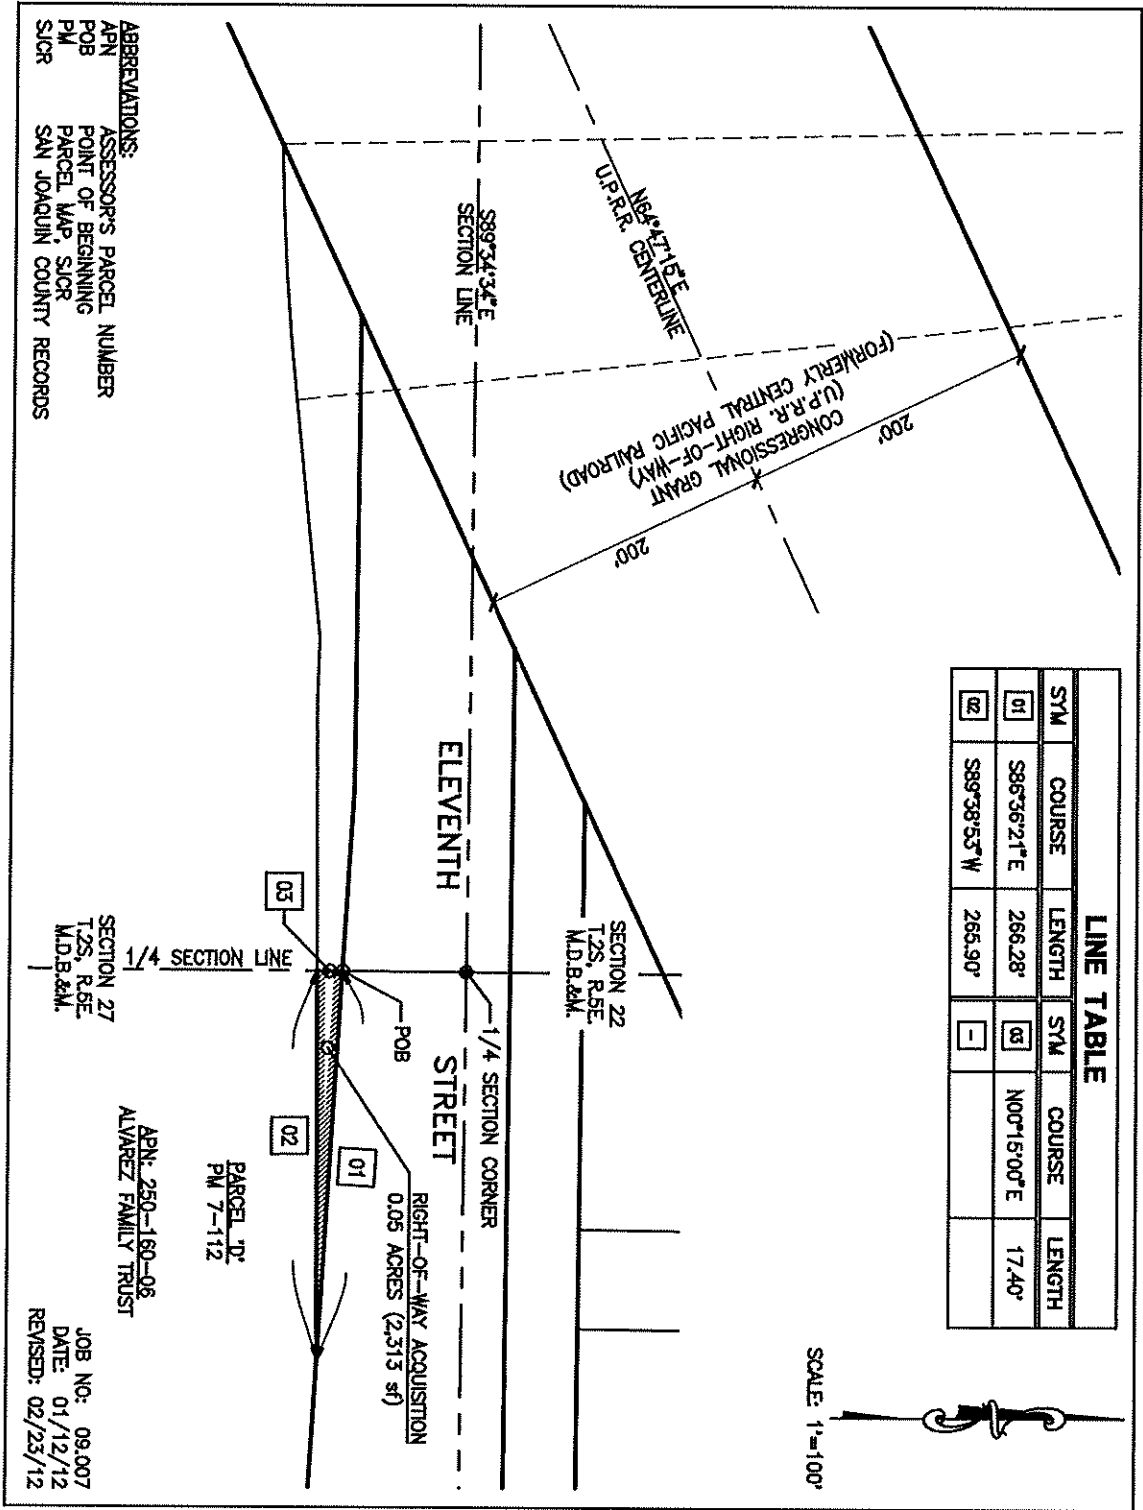 LINE TABLE
SYM COURSE LENGTH SYM COURSE LENGTH
01 S86°36'21"E 266.28' 03 N00°15'00"E 17.40'
02 S89°38'53"W 265.90' -
SCALE: 1"=100'
200'
200'
CONGRESSIONAL GRANT
(U.P.R.R. RIGHT-OF-WAY)
(FORMERLY CENTRAL PACIFIC RAILROAD)
N64°47'15"E
U.P.R.R. CENTERLINE
S89°34'34"E
SECTION LINE
SECTION 22
T.2S, R.5E.
M.D.B.&M.
ELEVENTH STREET
1/4 SECTION CORNER
POB
RIGHT-OF-WAY ACQUISITION
0.05 ACRES (2,313 sf)
01
02
03
1/4 SECTION LINE
SECTION 27
T.2S, R.5E.
M.D.B.&M.
PARCEL 'D'
PM 7-112
APN: 250-160-06
ALVAREZ FAMILY TRUST
ABBREVIATIONS:
APN ASSESSOR'S PARCEL NUMBER
POB POINT OF BEGINNING
PM PARCEL MAP, SJCR
SJCR SAN JOAQUIN COUNTY RECORDS
JOB NO: 09.007
DATE: 01/12/12
REVISED: 02/23/12